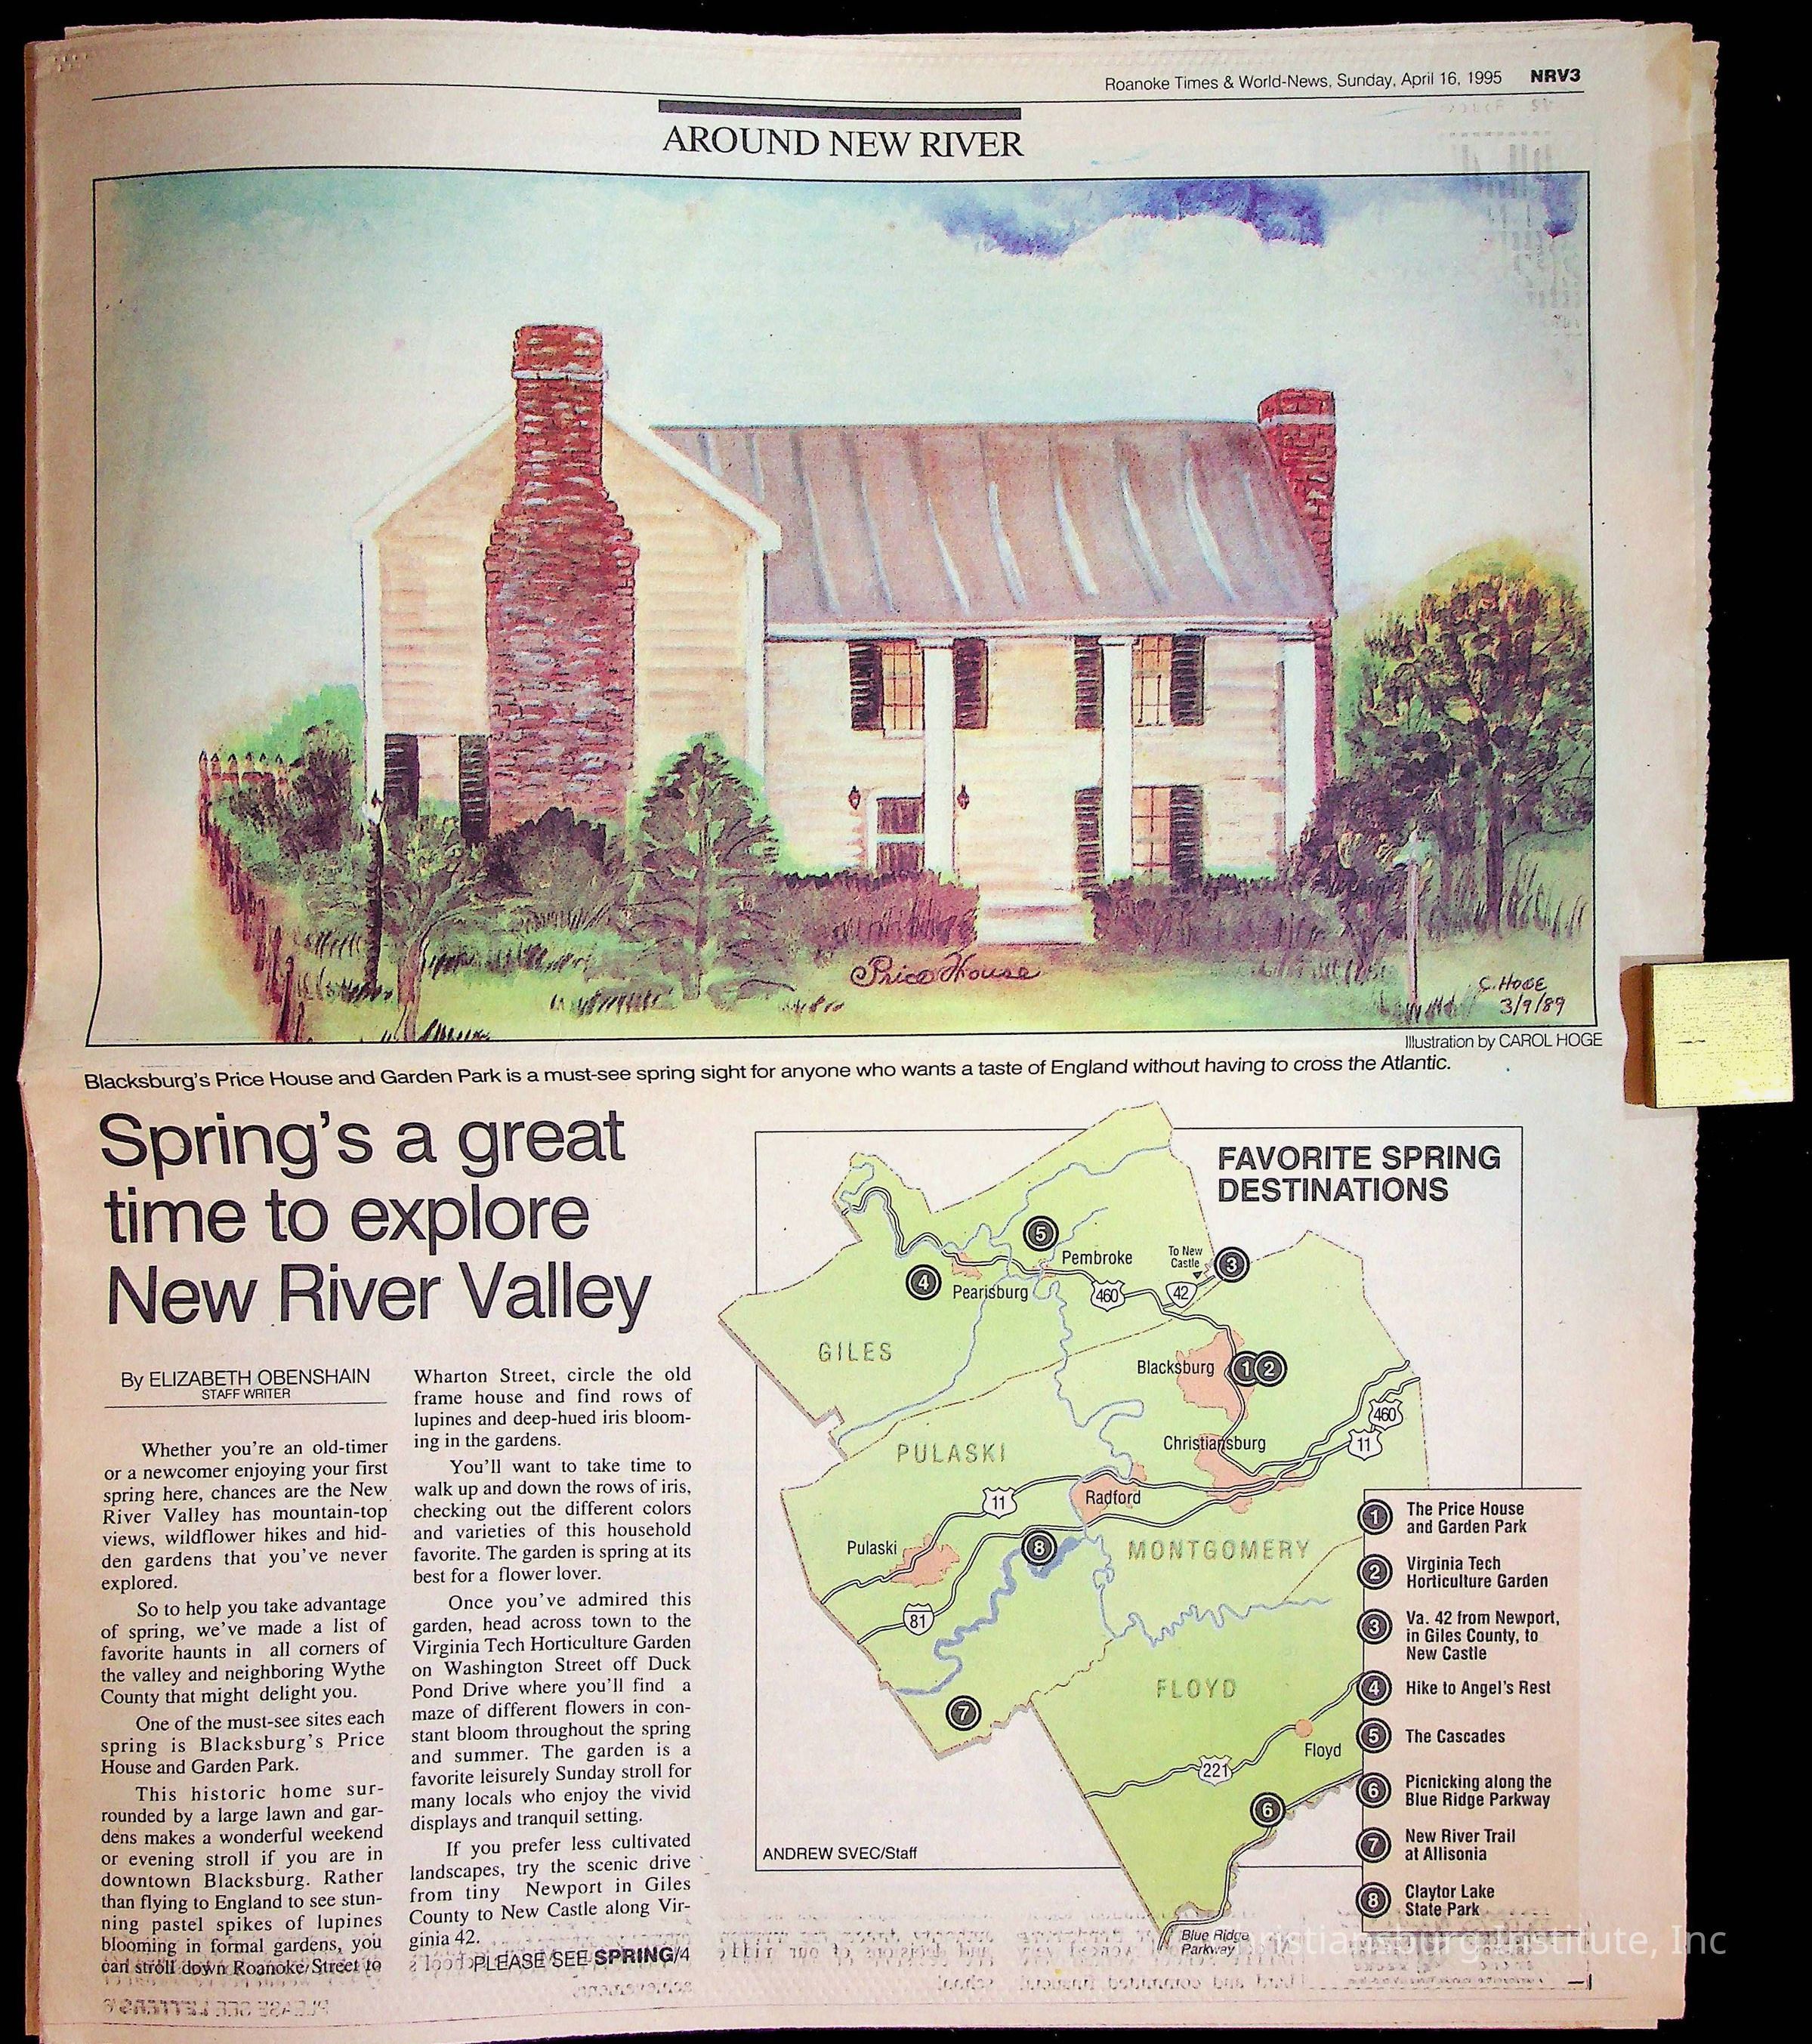 Roanoke Times & World-News, Sunday, April 16, 1995 NRV3
AROUND NEW RIVER
Price House
C. HOGE
3/9/89
Illustration by CAROL HOGE
Blacksburg's Price House and Garden Park is a must-see spring sight for anyone who wants a taste of England without having to cross the Atlantic.
Spring's a great
time to explore
New River Valley
By ELIZABETH OBENSHAIN
STAFF WRITER
Whether you're an old-timer
or a newcomer enjoying your first
spring here, chances are the New
River Valley has mountain-top
views, wildflower hikes and hid-
den gardens that you've never
explored.
So to help you take advantage
of spring, we've made a list of
favorite haunts in all corners of
the valley and neighboring Wythe
County that might delight you.
One of the must-see sites each
spring is Blacksburg's Price
House and Garden Park.
This historic home sur-
rounded by a large lawn and gar-
dens makes a wonderful weekend
or evening stroll if you are in
downtown Blacksburg. Rather
than flying to England to see stun-
ning pastel spikes of lupines
blooming in formal gardens, you
can stroll down Roanoke Street to
Wharton Street, circle the old
frame house and find rows of
lupines and deep-hued iris bloom-
ing in the gardens.
You'll want to take time to
walk up and down the rows of iris,
checking out the different colors
and varieties of this household
favorite. The garden is spring at its
best for a flower lover.
Once you've admired this
garden, head across town to the
Virginia Tech Horticulture Garden
on Washington Street off Duck
Pond Drive where you'll find a
maze of different flowers in con-
stant bloom throughout the spring
and summer. The garden is a
favorite leisurely Sunday stroll for
many locals who enjoy the vivid
displays and tranquil setting.
If you prefer less cultivated
landscapes, try the scenic drive
from tiny Newport in Giles
County to New Castle along Vir-
ginia 42.
PLEASE SEE SPRING/4
FAVORITE SPRING
DESTINATIONS
5
Pembroke
To New
Castle
3
4
Pearisburg
460
42
GILES
Blacksburg
1 2
460
11
Christiansburg
PULASKI
11
Radford
Pulaski
8
MONTGOMERY
81
FLOYD
7
Floyd
221
6
Blue Ridge
Parkway
ANDREW SVEC/Staff
1 The Price House
and Garden Park
2 Virginia Tech
Horticulture Garden
3 Va. 42 from Newport,
in Giles County, to
New Castle
4 Hike to Angel's Rest
5 The Cascades
6 Picnicking along the
Blue Ridge Parkway
7 New River Trail
at Allisonia
8 Claytor Lake
State Park
Christiansburg Institute, Inc